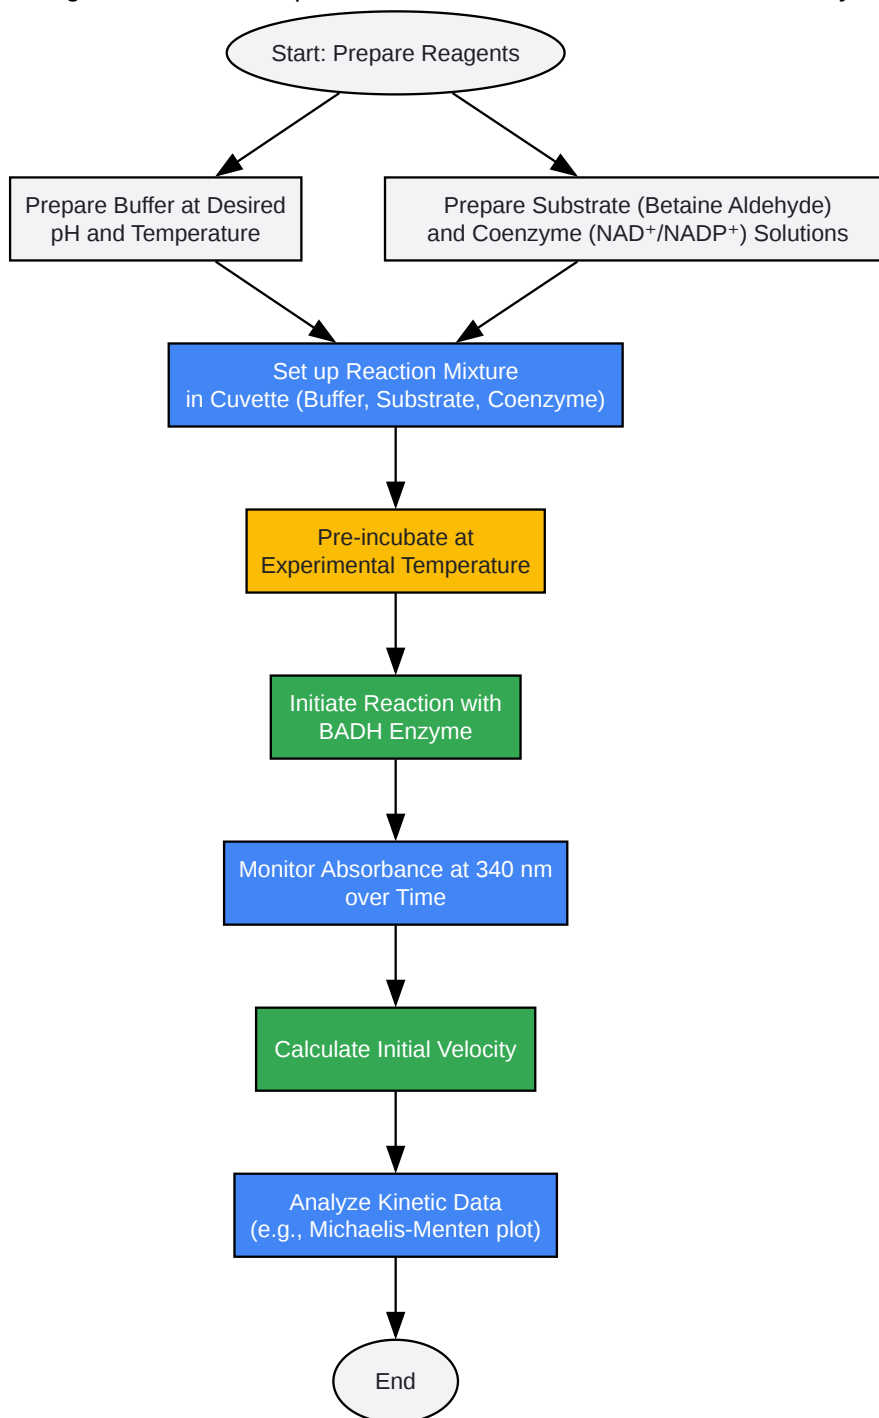 Start: Prepare Reagents
Prepare Buffer at Desired
pH and Temperature
Prepare Substrate (Betaine Aldehyde)
and Coenzyme (NAD⁺/NADP⁺) Solutions
Set up Reaction Mixture
in Cuvette (Buffer, Substrate, Coenzyme)
Pre-incubate at
Experimental Temperature
Initiate Reaction with
BADH Enzyme
Monitor Absorbance at 340 nm
over Time
Calculate Initial Velocity
Analyze Kinetic Data
(e.g., Michaelis-Menten plot)
End